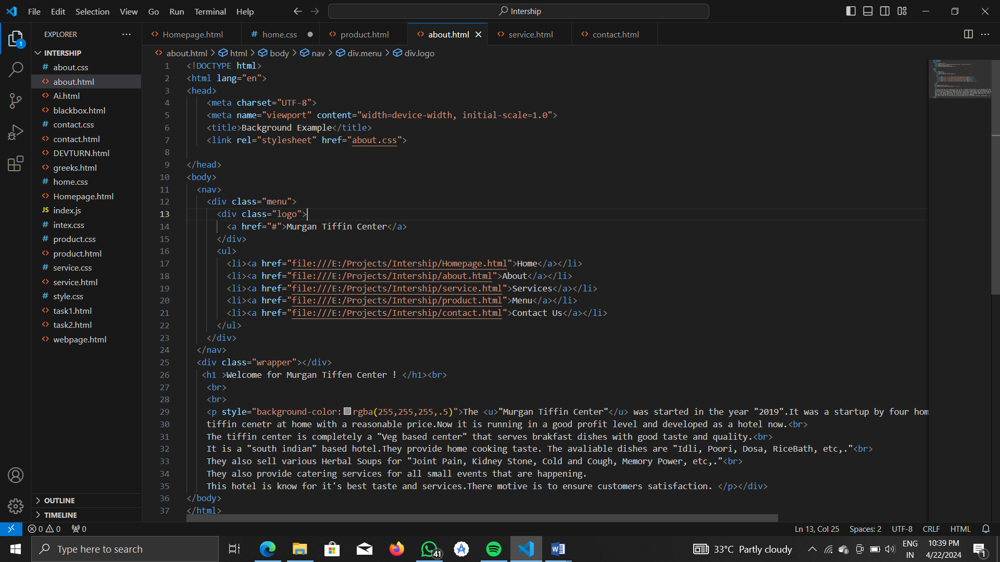 File Edit Selection View Go Run Terminal Help
Intership
EXPLORER
Homepage.html home.css product.html about.html service.html contact.html
1
INTERSHIP
about.css
about.html
Ai.html
blackbox.html
contact.css
contact.html
DEVTURN.html
greeks.html
home.css
Homepage.html
index.js
intex.css
product.css
product.html
service.css
service.html
style.css
task1.html
task2.html
webpage.html
OUTLINE
TIMELINE
about.html > html > body > nav > div.menu > div.logo
1 <!DOCTYPE html>
2 <html lang="en">
3 <head>
4 <meta charset="UTF-8">
5 <meta name="viewport" content="width=device-width, initial-scale=1.0">
6 <title>Background Example</title>
7 <link rel="stylesheet" href="about.css">
8
9 </head>
10 <body>
11 <nav>
12 <div class="menu">
13 <div class="logo">
14 <a href="#">Murgan Tiffin Center</a>
15 </div>
16 <ul>
17 <li><a href="file:///E:/Projects/Intership/Homepage.html">Home</a></li>
18 <li><a href="file:///E:/Projects/Intership/about.html">About</a></li>
19 <li><a href="file:///E:/Projects/Intership/service.html">Services</a></li>
20 <li><a href="file:///E:/Projects/Intership/product.html">Menu</a></li>
21 <li><a href="file:///E:/Projects/Intership/contact.html">Contact Us</a></li>
22 </ul>
23 </div>
24 </nav>
25 <div class="wrapper"></div>
26 <h1 >Welcome for Murgan Tiffen Center ! </h1><br>
27 <br>
28 <br>
29 <p style="background-color:rgba(255,255,255,.5)">The <u>"Murgan Tiffin Center"</u> was started in the year "2019".It was a startup by four hom
30 tiffin cenetr at home with a reasonable price.Now it is running in a good profit level and developed as a hotel now.<br>
31 The tiffin center is completely a "Veg based center" that serves brakfast dishes with good taste and quality.<br>
32 It is a "south indian" based hotel.They provide home cooking taste. The avaliable dishes are "Idli, Poori, Dosa, RiceBath, etc,."<br>
33 They also sell various Herbal Soups for "Joint Pain, Kidney Stone, Cold and Cough, Memory Power, etc,."<br>
34 They also provide catering services for all small events that are happening.
35 This hotel is know for it's best taste and services.There motive is to ensure customers satisfaction. </p></div>
36 </body>
37 </html>
0 0 0
Ln 13, Col 25 Spaces: 2 UTF-8 CRLF HTML
Type here to search
41
33°C Partly cloudy
ENG
IN
10:39 PM
4/22/2024
1